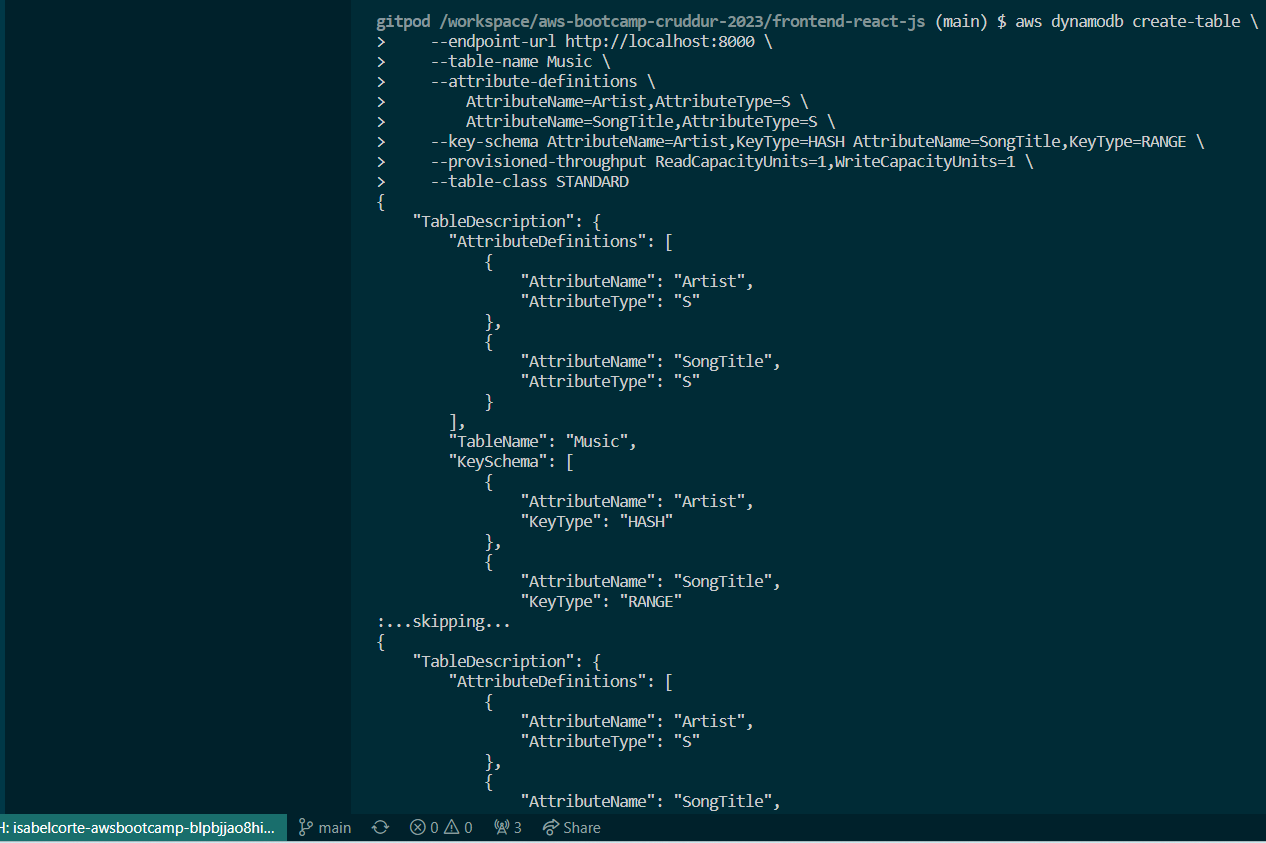 gitpod /workspace/aws-bootcamp-cruddur-2023/frontend-react-js (main) $ aws dynamodb create-table \
>     --endpoint-url http://localhost:8000 \
>     --table-name Music \
>     --attribute-definitions \
>         AttributeName=Artist,AttributeType=S \
>         AttributeName=SongTitle,AttributeType=S \
>     --key-schema AttributeName=Artist,KeyType=HASH AttributeName=SongTitle,KeyType=RANGE \
>     --provisioned-throughput ReadCapacityUnits=1,WriteCapacityUnits=1 \
>     --table-class STANDARD
{
    "TableDescription": {
        "AttributeDefinitions": [
            {
                "AttributeName": "Artist",
                "AttributeType": "S"
            },
            {
                "AttributeName": "SongTitle",
                "AttributeType": "S"
            }
        ],
        "TableName": "Music",
        "KeySchema": [
            {
                "AttributeName": "Artist",
                "KeyType": "HASH"
            },
            {
                "AttributeName": "SongTitle",
                "KeyType": "RANGE"
:...skipping...
{
    "TableDescription": {
        "AttributeDefinitions": [
            {
                "AttributeName": "Artist",
                "AttributeType": "S"
            },
            {
                "AttributeName": "SongTitle",
H: isabelcorte-awsbootcamp-blpbjjao8hi... main 0 0 3 Share